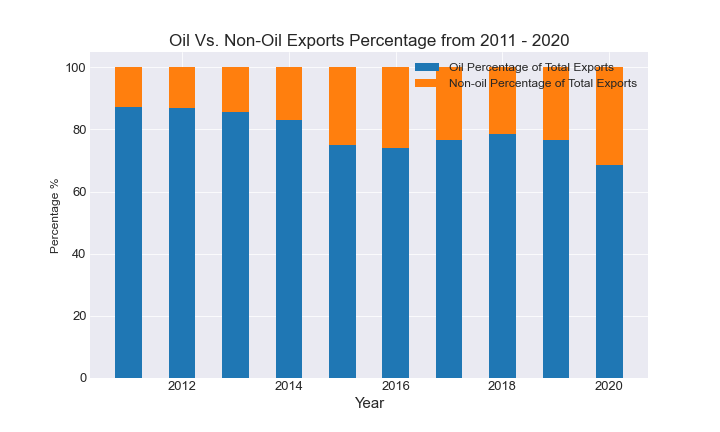 Oil Vs. Non-Oil Exports Percentage from 2011 - 2020
Oil Percentage of Total Exports
Non-oil Percentage of Total Exports
Percentage %
100
80
60
40
20
0
2012 2014 2016 2018 2020
Year